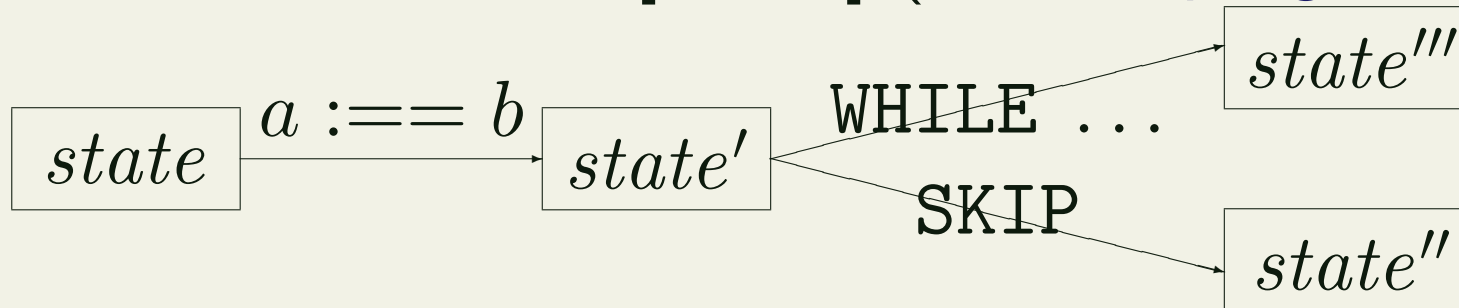 state'''
a :== b
WHILE ...
state
state'
SKIP
state''